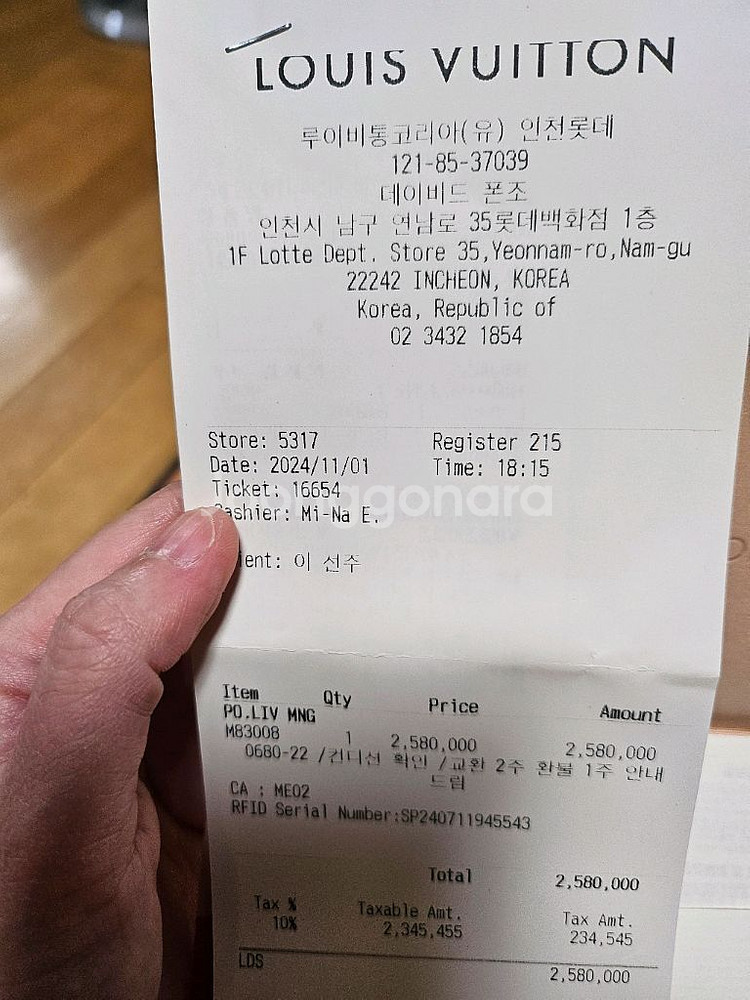 LOUIS VUITTON
루이비통코리아(유) 인천롯데
121-85-37039
데이비드 폰조
인천시 남구 연남로 35롯데백화점 1층
1F Lotte Dept. Store 35,Yeonnam-ro,Nam-gu
22242 INCHEON, KOREA
Korea, Republic of
02 3432 1854
Store: 5317 Register 215
Date: 2024/11/01 Time: 18:15
Ticket: 16654
Cashier: Mi-Na E.
ient: 이 선주
Item Qty Price Amount
PO.LIV MNG
M83008 1 2,580,000 2,580,000
0680-22 /컨디션 확인 /교환 2주 환불 1주 안내
드림
CA : ME02
RFID Serial Number:SP240711945543
Total 2,580,000
Tax % Taxable Amt. Tax Amt.
10% 2,345,455 234,545
LDS 2,580,000